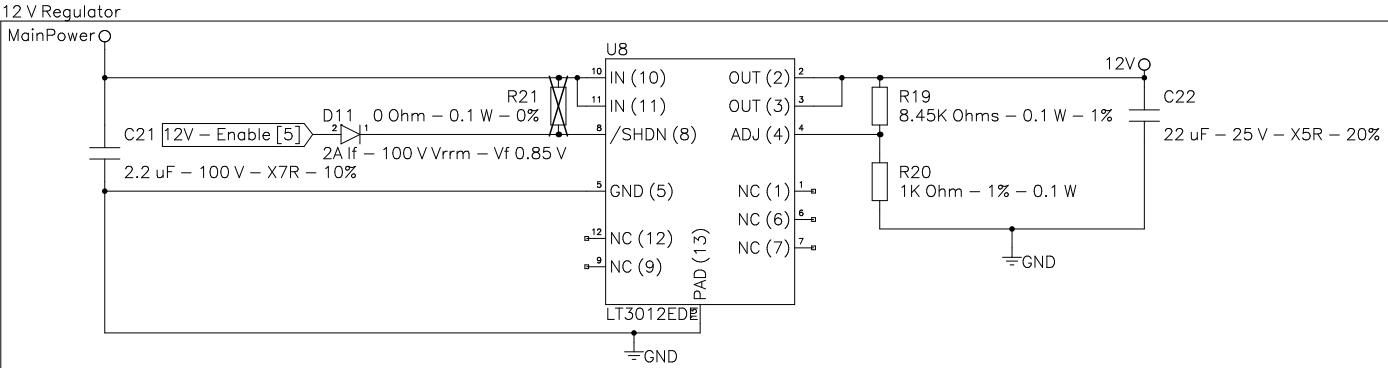 12 V Regulator
MainPower
U8
12V
10 IN (10) OUT (2) 2
R21 R19 C22
11 IN (11) OUT (3) 3
D11 0 Ohm – 0.1 W – 0% 8.45K Ohms – 0.1 W – 1%
C21 12V – Enable [5] 2 1 8 /SHDN (8) ADJ (4) 4 22 uF – 25 V – X5R – 20%
2A If – 100 V Vrrm – Vf 0.85 V
2.2 uF – 100 V – X7R – 10% R20
5 GND (5) NC (1) 1 1K Ohm – 1% – 0.1 W
NC (6) 6
12 NC (12) NC (7) 7
9 NC (9) PAD (13) GND
LT3012EDE
GND